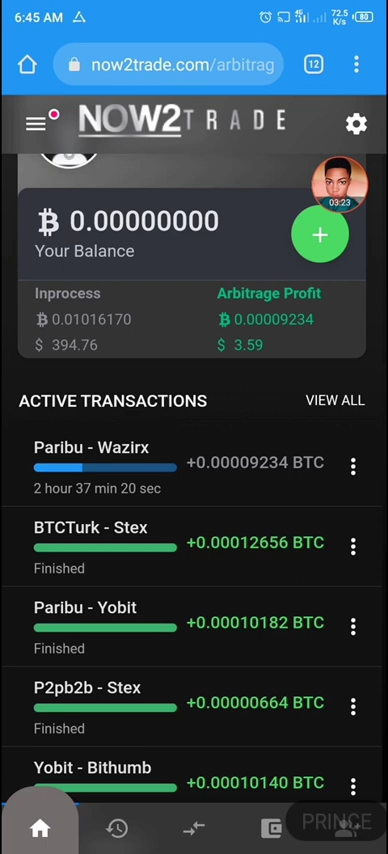 6:45 AM
4G
72.5
K/s
80
now2trade.com/arbitrag
12
NOW2TRADE
₿ 0.00000000
Your Balance
03:23
+
Inprocess
Arbitrage Profit
₿ 0.01016170
₿ 0.00009234
$ 394.76
$ 3.59
ACTIVE TRANSACTIONS
VIEW ALL
Paribu - Wazirx
+0.00009234 BTC
2 hour 37 min 20 sec
BTCTurk - Stex
+0.00012656 BTC
Finished
Paribu - Yobit
+0.00010182 BTC
Finished
P2pb2b - Stex
+0.00000664 BTC
Finished
Yobit - Bithumb
+0.00010140 BTC
PRINCE